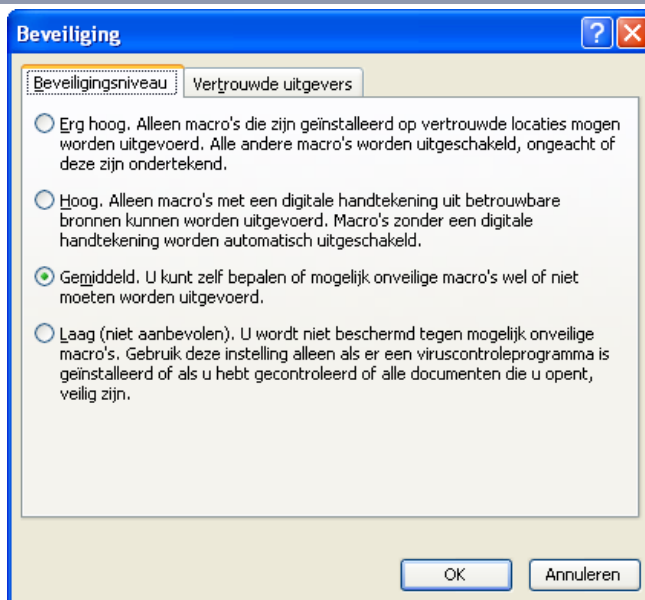 Beveiliging
Beveiligingsniveau Vertrouwde uitgevers
Erg hoog. Alleen macro's die zijn geïnstalleerd op vertrouwde locaties mogen
worden uitgevoerd. Alle andere macro's worden uitgeschakeld, ongeacht of
deze zijn ondertekend.
Hoog. Alleen macro's met een digitale handtekening uit betrouwbare
bronnen kunnen worden uitgevoerd. Macro's zonder een digitale
handtekening worden automatisch uitgeschakeld.
Gemiddeld. U kunt zelf bepalen of mogelijk onveilige macro's wel of niet
moeten worden uitgevoerd.
Laag (niet aanbevolen). U wordt niet beschermd tegen mogelijk onveilige
macro's. Gebruik deze instelling alleen als er een viruscontroleprogramma is
geïnstalleerd of als u hebt gecontroleerd of alle documenten die u opent,
veilig zijn.
OK Annuleren